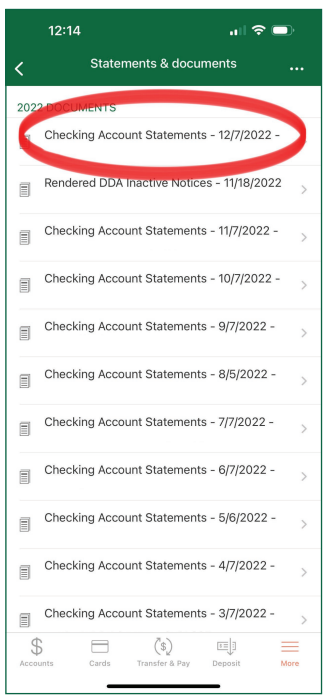 12:14
Statements & documents
2022 DOCUMENTS
Checking Account Statements - 12/7/2022 -
Rendered DDA Inactive Notices - 11/18/2022
Checking Account Statements - 11/7/2022 -
Checking Account Statements - 10/7/2022 -
Checking Account Statements - 9/7/2022 -
Checking Account Statements - 8/5/2022 -
Checking Account Statements - 7/7/2022 -
Checking Account Statements - 6/7/2022 -
Checking Account Statements - 5/6/2022 -
Checking Account Statements - 4/7/2022 -
Checking Account Statements - 3/7/2022 -
Accounts Cards Transfer & Pay Deposit More